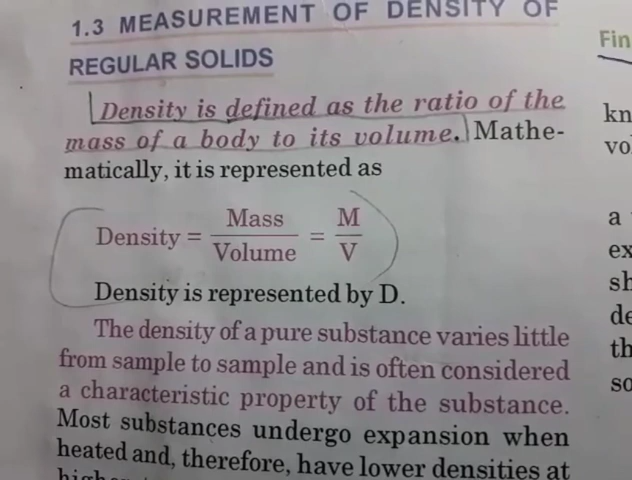 1.3 MEASUREMENT OF DENSITY OF
REGULAR SOLIDS
Density is defined as the ratio of the
mass of a body to its volume. Mathe-
matically, it is represented as
Density = Mass / Volume = M / V
Density is represented by D.
The density of a pure substance varies little
from sample to sample and is often considered
a characteristic property of the substance.
Most substances undergo expansion when
heated and, therefore, have lower densities at
Fin
kn
vo
a
ex
sh
de
th
so